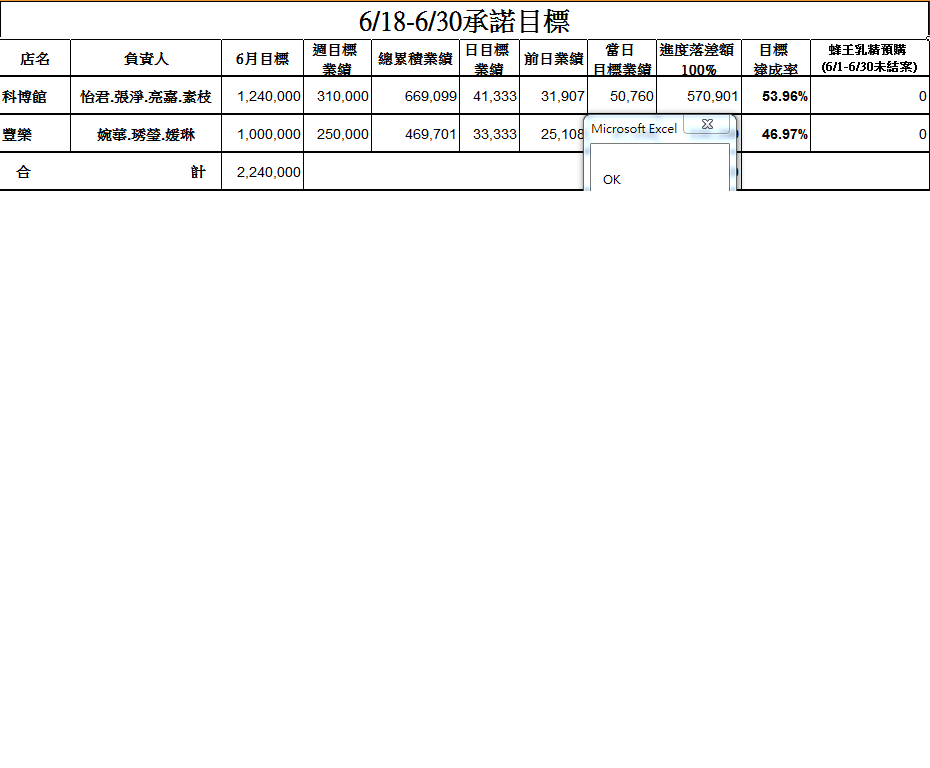 6/18-6/30承諾目標
店名 負責人 6月目標 週目標業績 總累積業績 日目標業績 前日業績 當日目標業績 進度落差額100% 目標達成率 蜂王乳精預購(6/1-6/30未結案)
科博館 怡君.張淨.亮嘉.素枝 1,240,000 310,000 669,099 41,333 31,907 50,760 570,901 53.96% 0
豐樂 婉華.琇瑩.媛琳 1,000,000 250,000 469,701 33,333 25,108 46.97% 0
Microsoft Excel
合計 2,240,000
OK